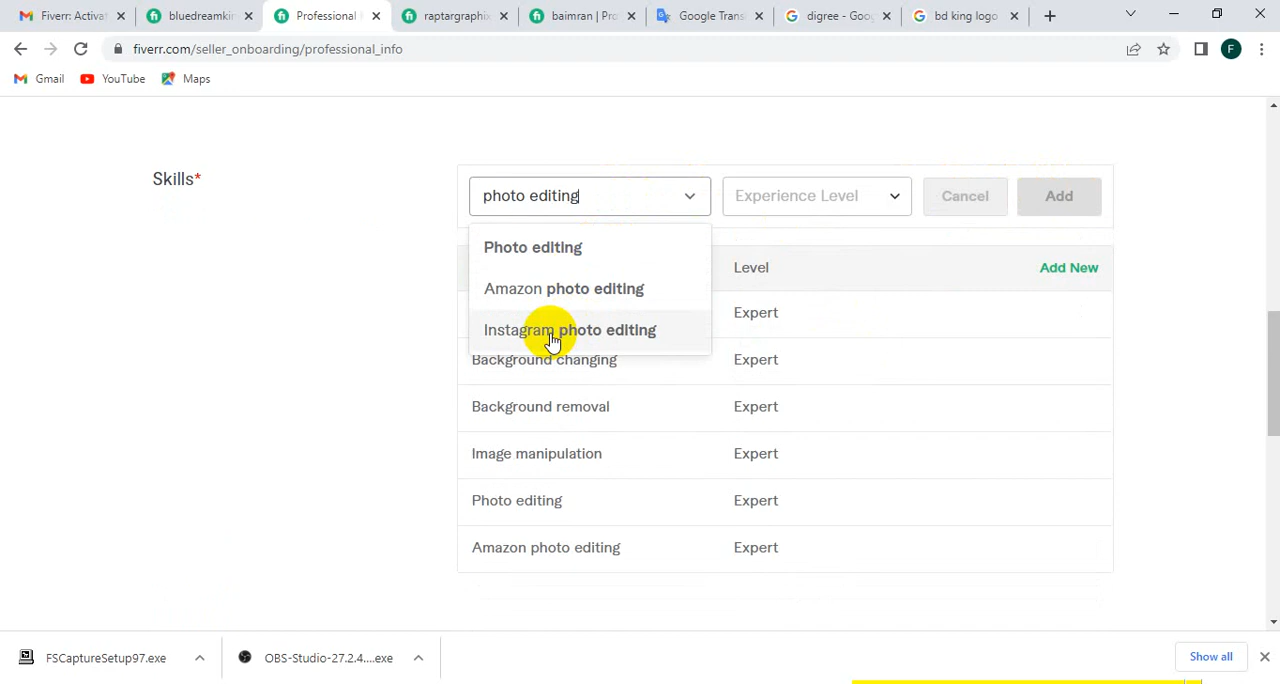 Fiverr: Activat
bluedreamkin
Professional
raptargraphix
baimran | Pro
Google Trans
digree - Goo
bd king logo
fiverr.com/seller_onboarding/professional_info
F
Gmail YouTube Maps
Skills*
photo editing Experience Level Cancel Add
Photo editing
Level Add New
Amazon photo editing
Expert
Instagram photo editing
Background changing Expert
Background removal Expert
Image manipulation Expert
Photo editing Expert
Amazon photo editing Expert
FSCaptureSetup97.exe OBS-Studio-27.2.4....exe Show all